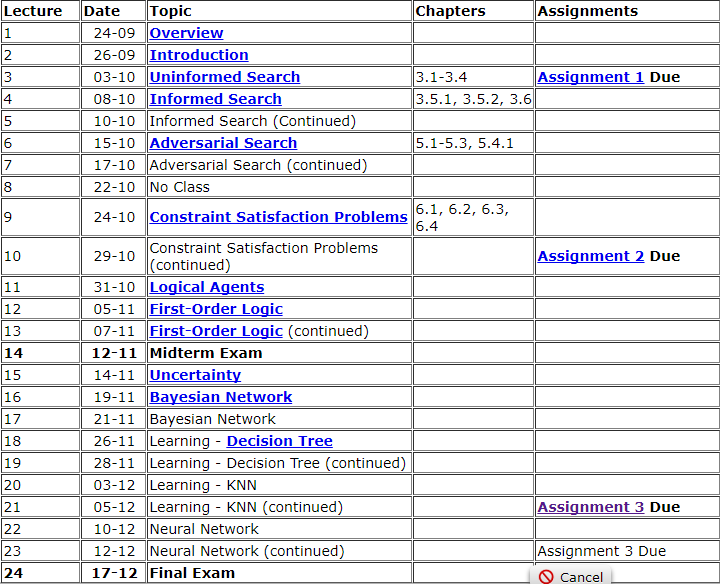 Lecture Date Topic Chapters Assignments
1 24-09 Overview
2 26-09 Introduction
3 03-10 Uninformed Search 3.1-3.4 Assignment 1 Due
4 08-10 Informed Search 3.5.1, 3.5.2, 3.6
5 10-10 Informed Search (Continued)
6 15-10 Adversarial Search 5.1-5.3, 5.4.1
7 17-10 Adversarial Search (continued)
8 22-10 No Class
9 24-10 Constraint Satisfaction Problems 6.1, 6.2, 6.3,
6.4
10 29-10 Constraint Satisfaction Problems
(continued) Assignment 2 Due
11 31-10 Logical Agents
12 05-11 First-Order Logic
13 07-11 First-Order Logic (continued)
14 12-11 Midterm Exam
15 14-11 Uncertainty
16 19-11 Bayesian Network
17 21-11 Bayesian Network
18 26-11 Learning - Decision Tree
19 28-11 Learning - Decision Tree (continued)
20 03-12 Learning - KNN
21 05-12 Learning - KNN (continued) Assignment 3 Due
22 10-12 Neural Network
23 12-12 Neural Network (continued) Assignment 3 Due
24 17-12 Final Exam
Cancel